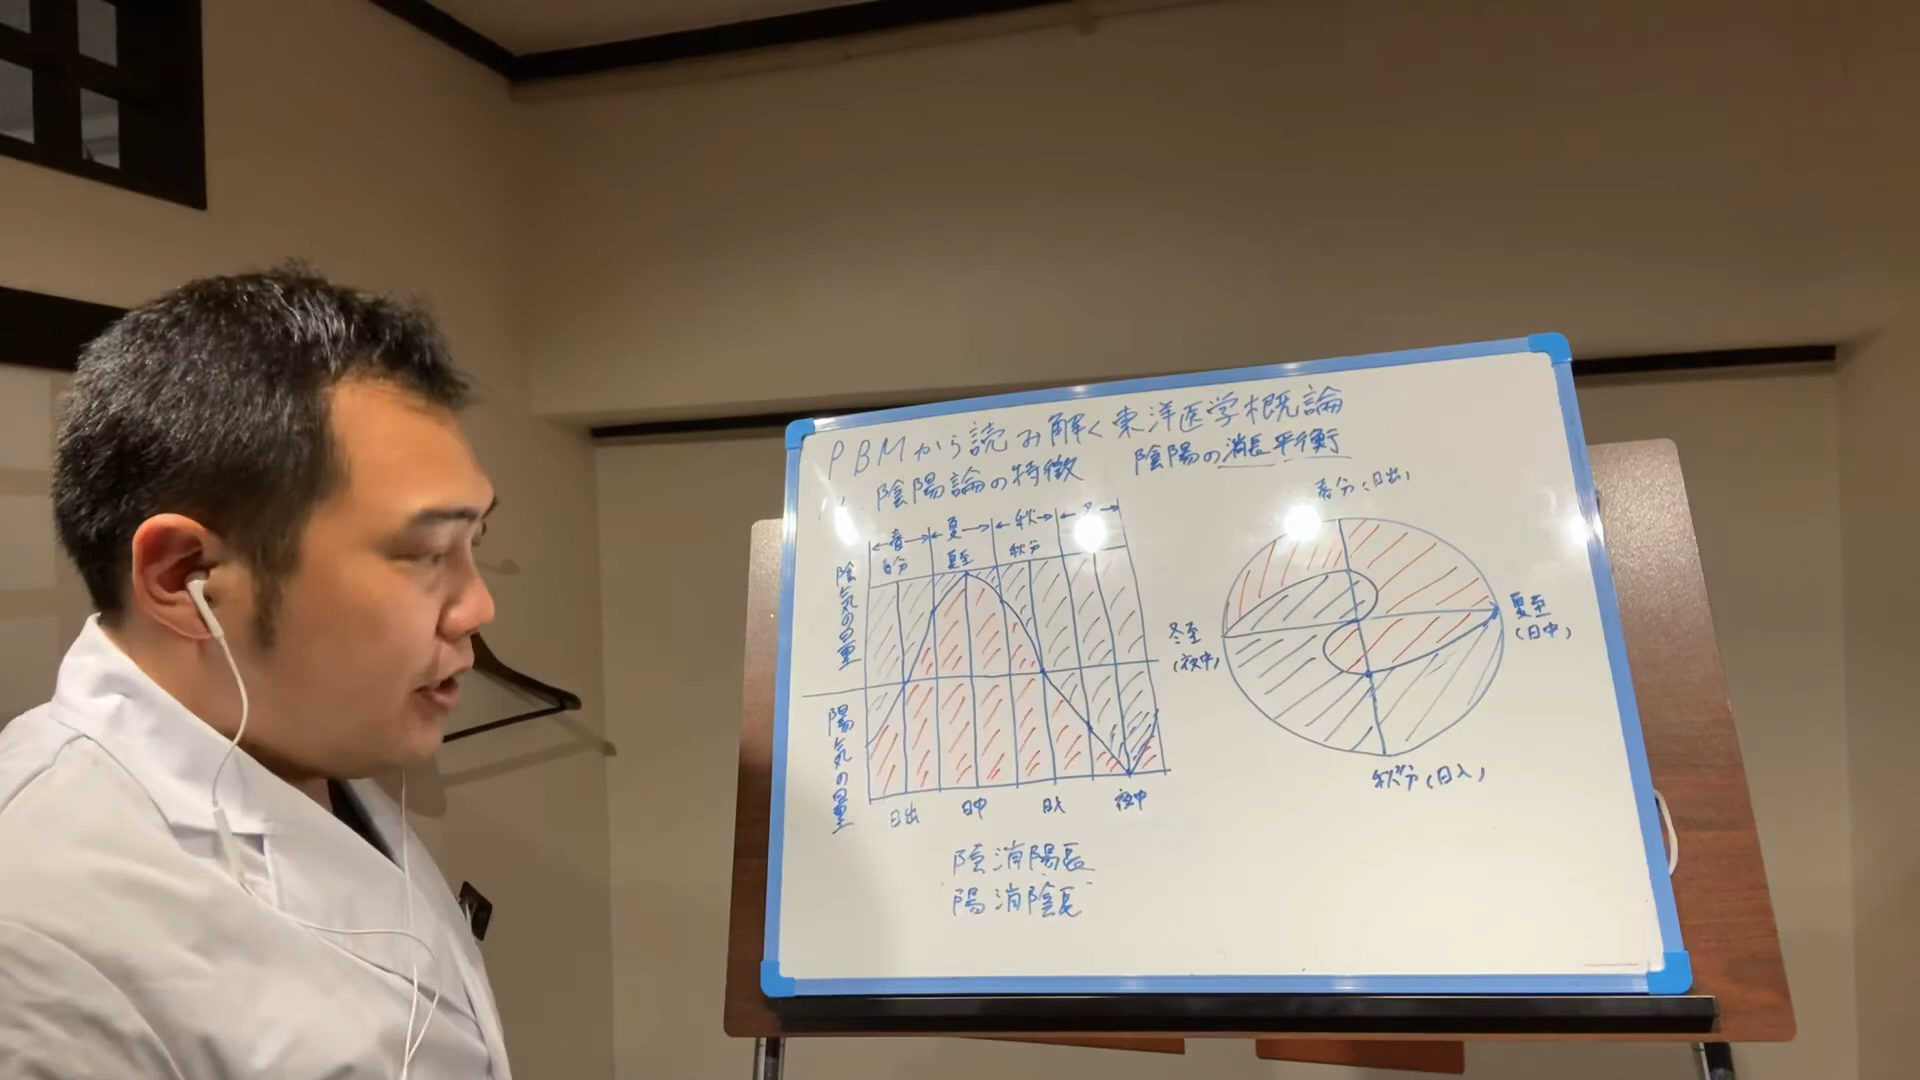 PBMから読み解く東洋医学概論
陰陽論の特徴
陰陽の消長平衡
春 夏 秋
夏至 秋分
陰気の量
陽気の量
日出 日中 日入 夜中
陰消陽長
陽消陰長
春分(日出)
夏至
(日中)
冬至
(夜中)
秋分(日入)